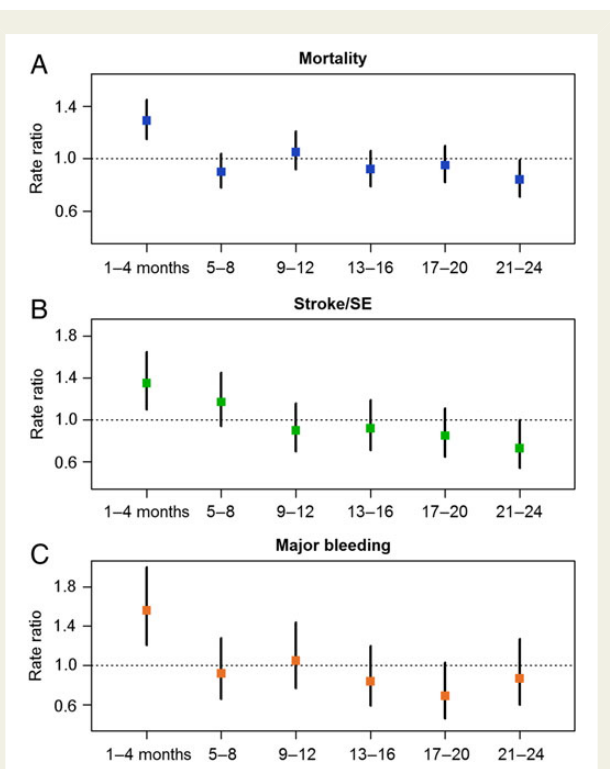 A
Mortality
Rate ratio
1.4
1.0
0.6
1–4 months 5–8 9–12 13–16 17–20 21–24
B
Stroke/SE
Rate ratio
1.8
1.4
1.0
0.6
1–4 months 5–8 9–12 13–16 17–20 21–24
C
Major bleeding
Rate ratio
1.8
1.4
1.0
0.6
1–4 months 5–8 9–12 13–16 17–20 21–24